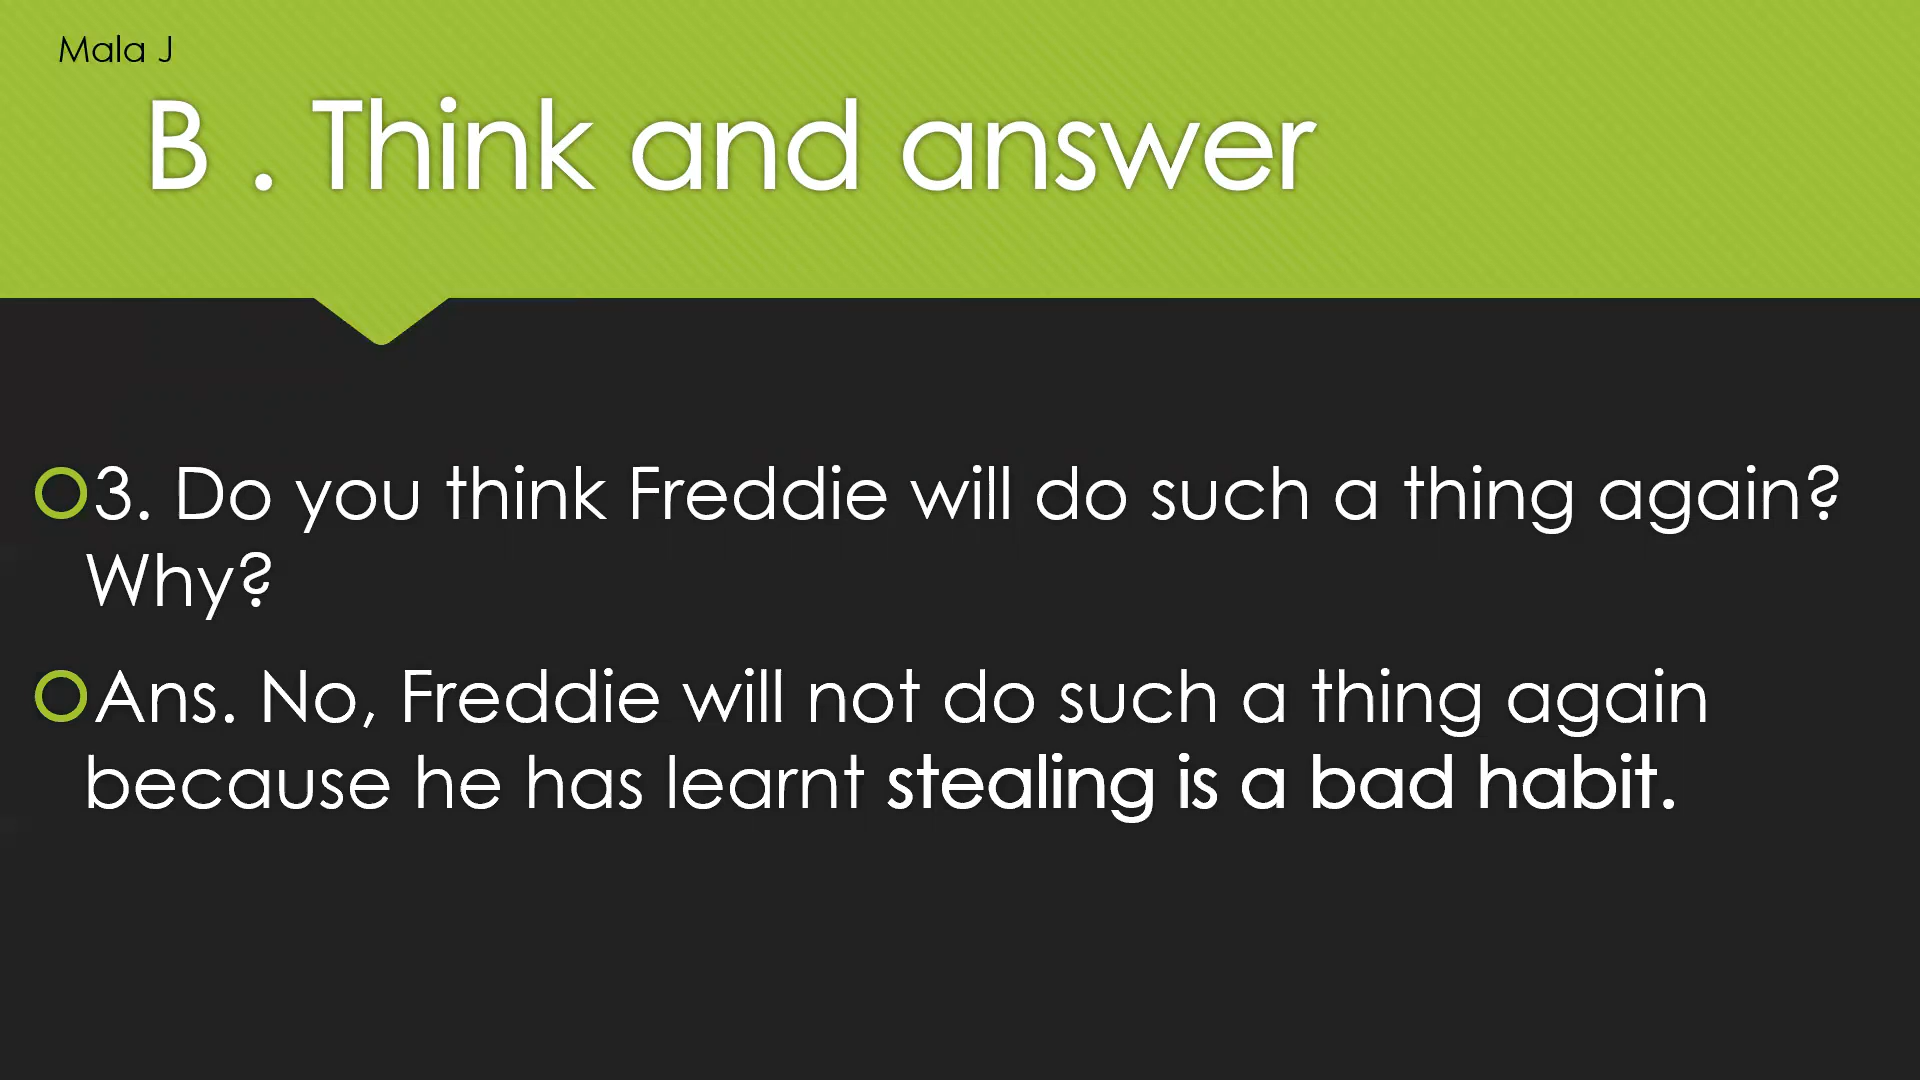 Mala J
B . Think and answer
3. Do you think Freddie will do such a thing again?
Why?
Ans. No, Freddie will not do such a thing again
because he has learnt stealing is a bad habit.